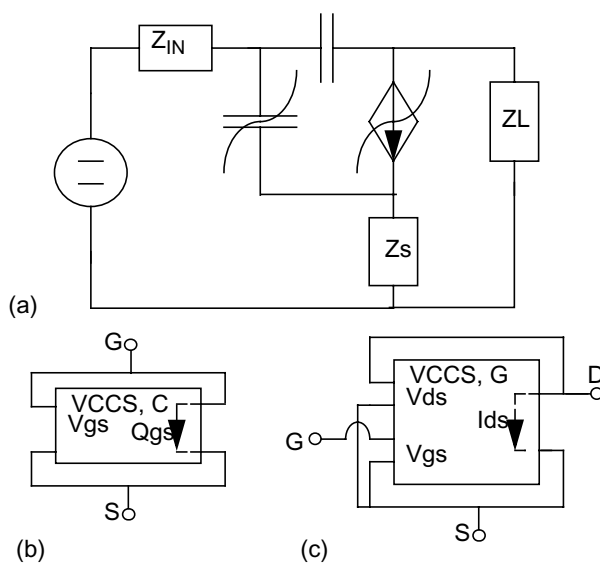 Z_IN
ZL
Zs
(a)
G
VCCS, C
Vgs
Qgs
S
(b)
VCCS, G
Vds
D
Ids
G
Vgs
S
(c)